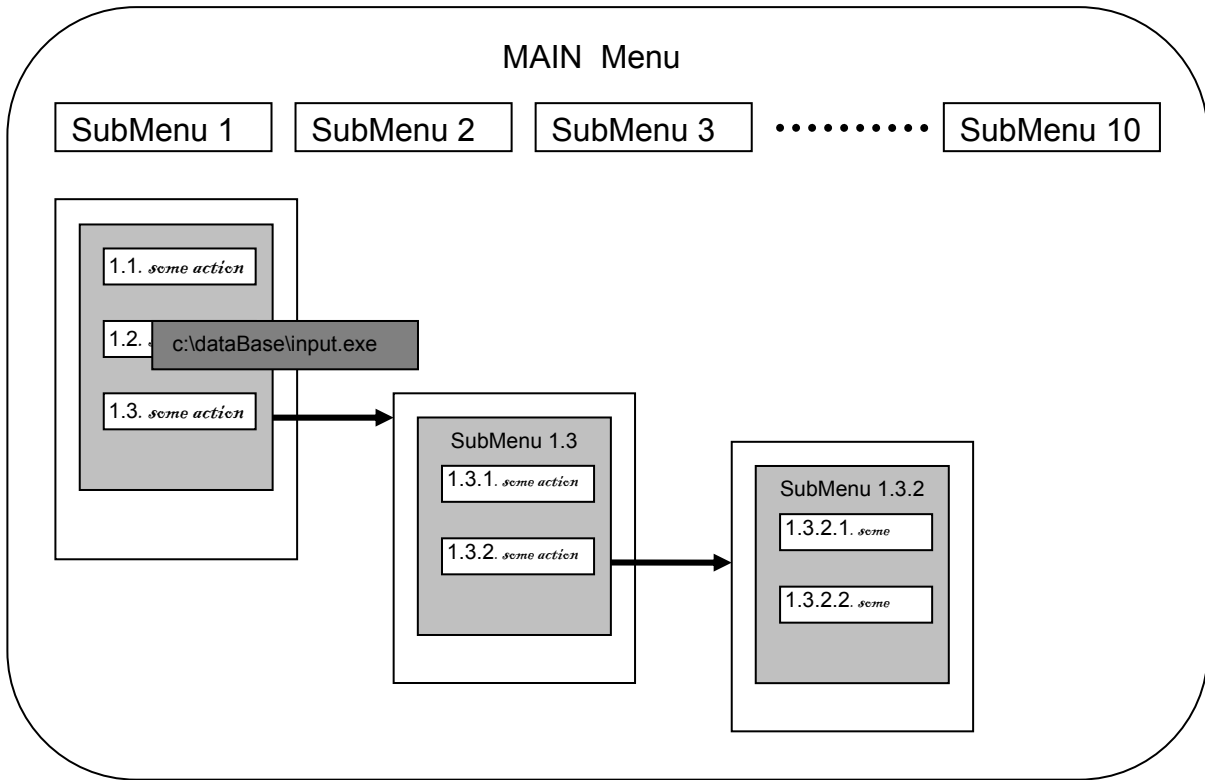 MAIN Menu
SubMenu 1
SubMenu 2
SubMenu 3
SubMenu 10
1.1. some action
1.2.
c:\dataBase\input.exe
1.3. some action
SubMenu 1.3
1.3.1. some action
1.3.2. some action
SubMenu 1.3.2
1.3.2.1. some
1.3.2.2. some